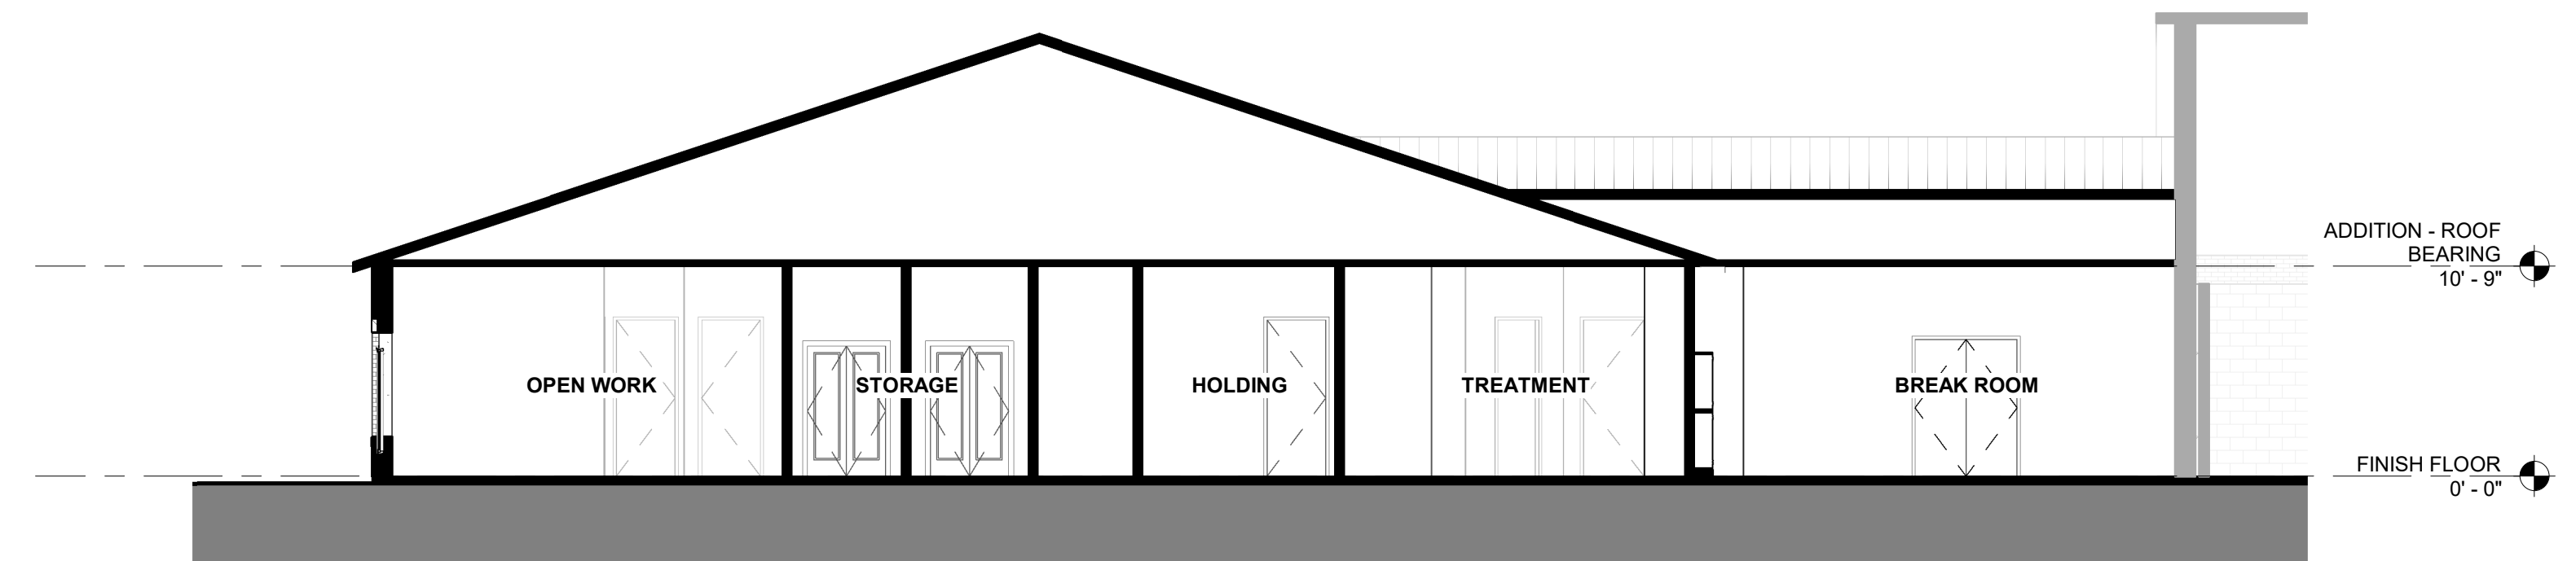 ADDITION - ROOF
BEARING
10' - 9"
OPEN WORK
STORAGE
HOLDING
TREATMENT
BREAK ROOM
FINISH FLOOR
0' - 0"